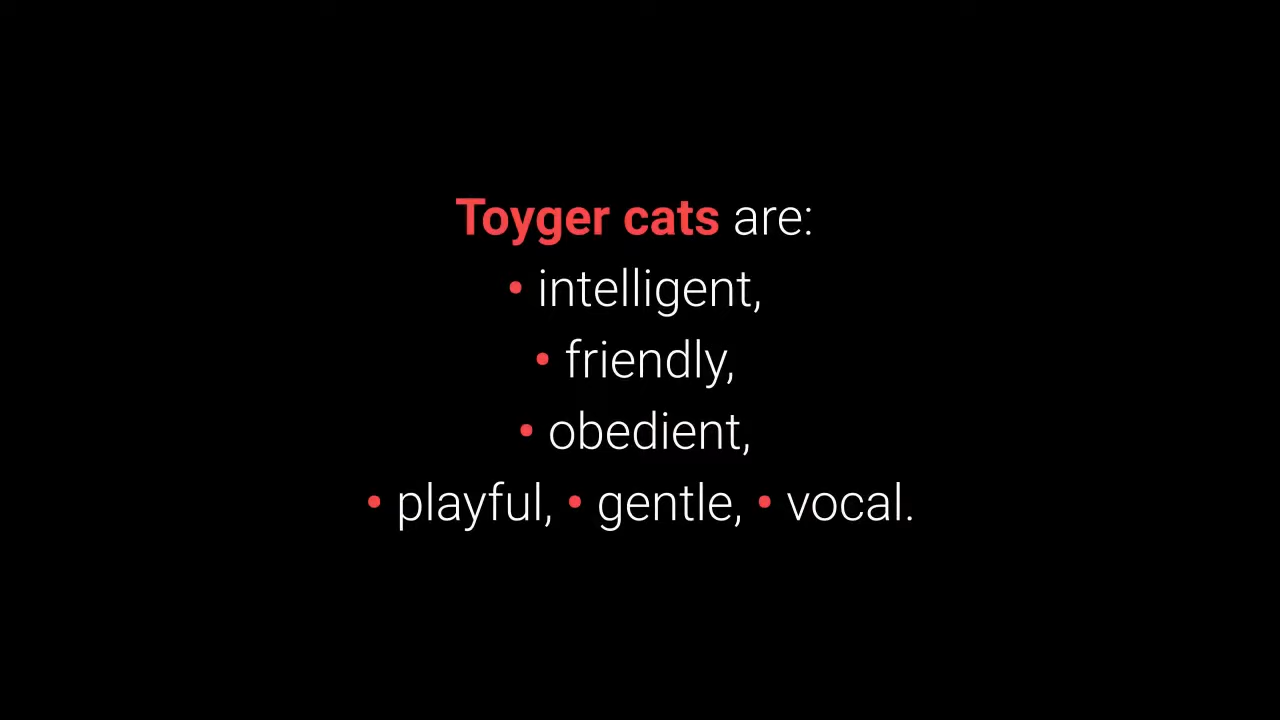 Toyger cats are:
• intelligent,
• friendly,
• obedient,
• playful, • gentle, • vocal.